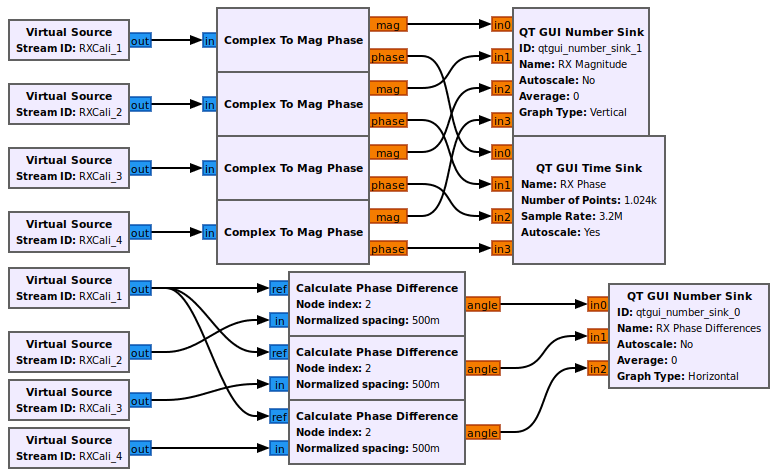 Virtual Source
Stream ID: RXCali_1
out
in
Complex To Mag Phase
mag
phase
Virtual Source
Stream ID: RXCali_2
out
in
Complex To Mag Phase
mag
phase
Virtual Source
Stream ID: RXCali_3
out
in
Complex To Mag Phase
mag
phase
Virtual Source
Stream ID: RXCali_4
out
in
Complex To Mag Phase
mag
phase
in0
in1
in2
in3
QT GUI Number Sink
ID: qtgui_number_sink_1
Name: RX Magnitude
Autoscale: No
Average: 0
Graph Type: Vertical
in0
in1
in2
in3
QT GUI Time Sink
Name: RX Phase
Number of Points: 1.024k
Sample Rate: 3.2M
Autoscale: Yes
Virtual Source
Stream ID: RXCali_1
out
Virtual Source
Stream ID: RXCali_2
out
Virtual Source
Stream ID: RXCali_3
out
Virtual Source
Stream ID: RXCali_4
out
ref
in
Calculate Phase Difference
Node index: 2
Normalized spacing: 500m
angle
ref
in
Calculate Phase Difference
Node index: 2
Normalized spacing: 500m
angle
ref
in
Calculate Phase Difference
Node index: 2
Normalized spacing: 500m
angle
in0
in1
in2
QT GUI Number Sink
ID: qtgui_number_sink_0
Name: RX Phase Differences
Autoscale: No
Average: 0
Graph Type: Horizontal